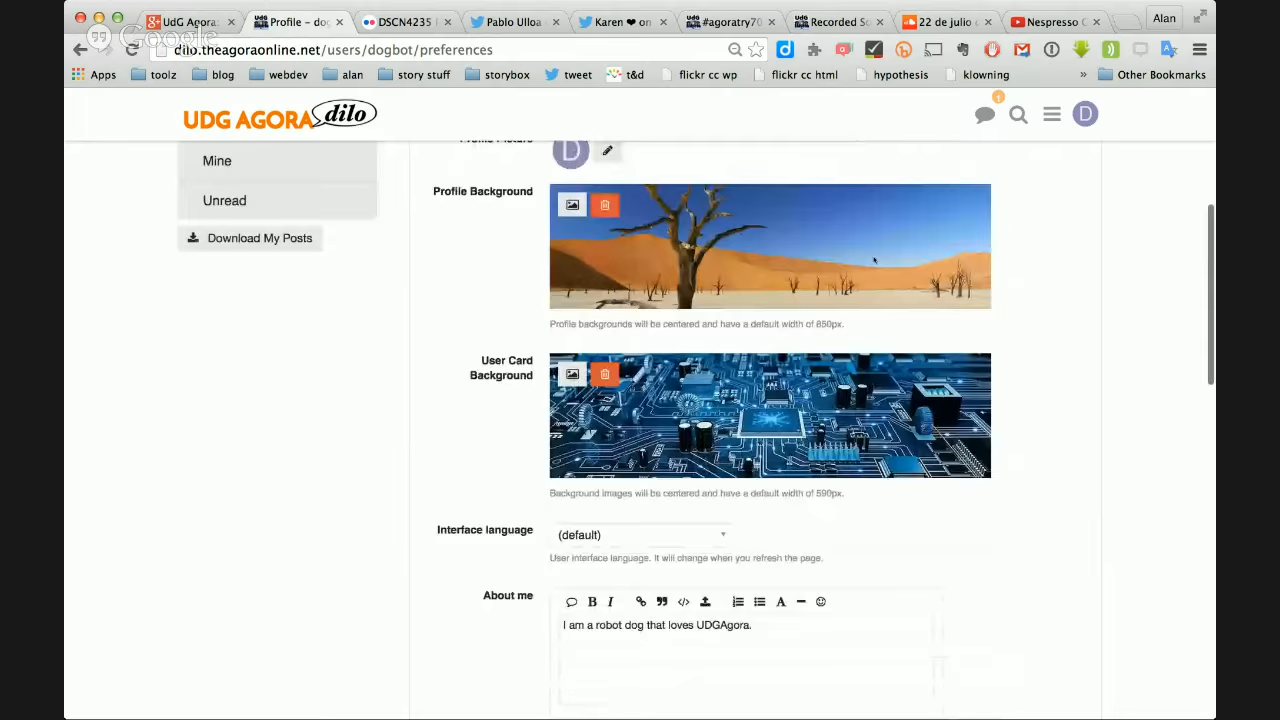 UdG Agora:
Profile – dog
DSCN4235
Pablo Ulloa
Karen ❤ on
#agoratry70
Recorded S
22 de julio
Nespresso C
Alan
Google
dilo.theagoraonline.net/users/dogbot/preferences
Apps
toolz
blog
webdev
alan
story stuff
storybox
tweet
t&d
flickr cc wp
flickr cc html
hypothesis
klowning
»
Other Bookmarks
UDG AGORA dilo
1
D
Profile Picture
D
Mine
Unread
Download My Posts
Profile Background
Profile backgrounds will be centered and have a default width of 850px.
User Card
Background
Background images will be centered and have a default width of 590px.
Interface language
(default)
User interface language. It will change when you refresh the page.
About me
B I A
I am a robot dog that loves UDGAgora.